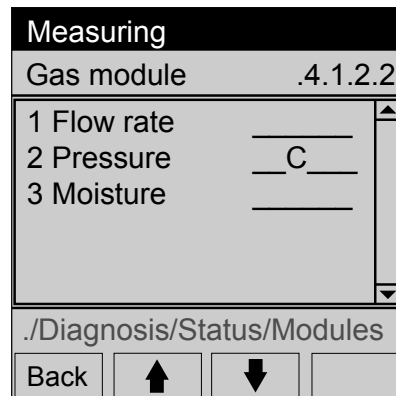 Measuring
Gas module .4.1.2.2
1 Flow rate ______
2 Pressure __C___
3 Moisture ______
./Diagnosis/Status/Modules
Back